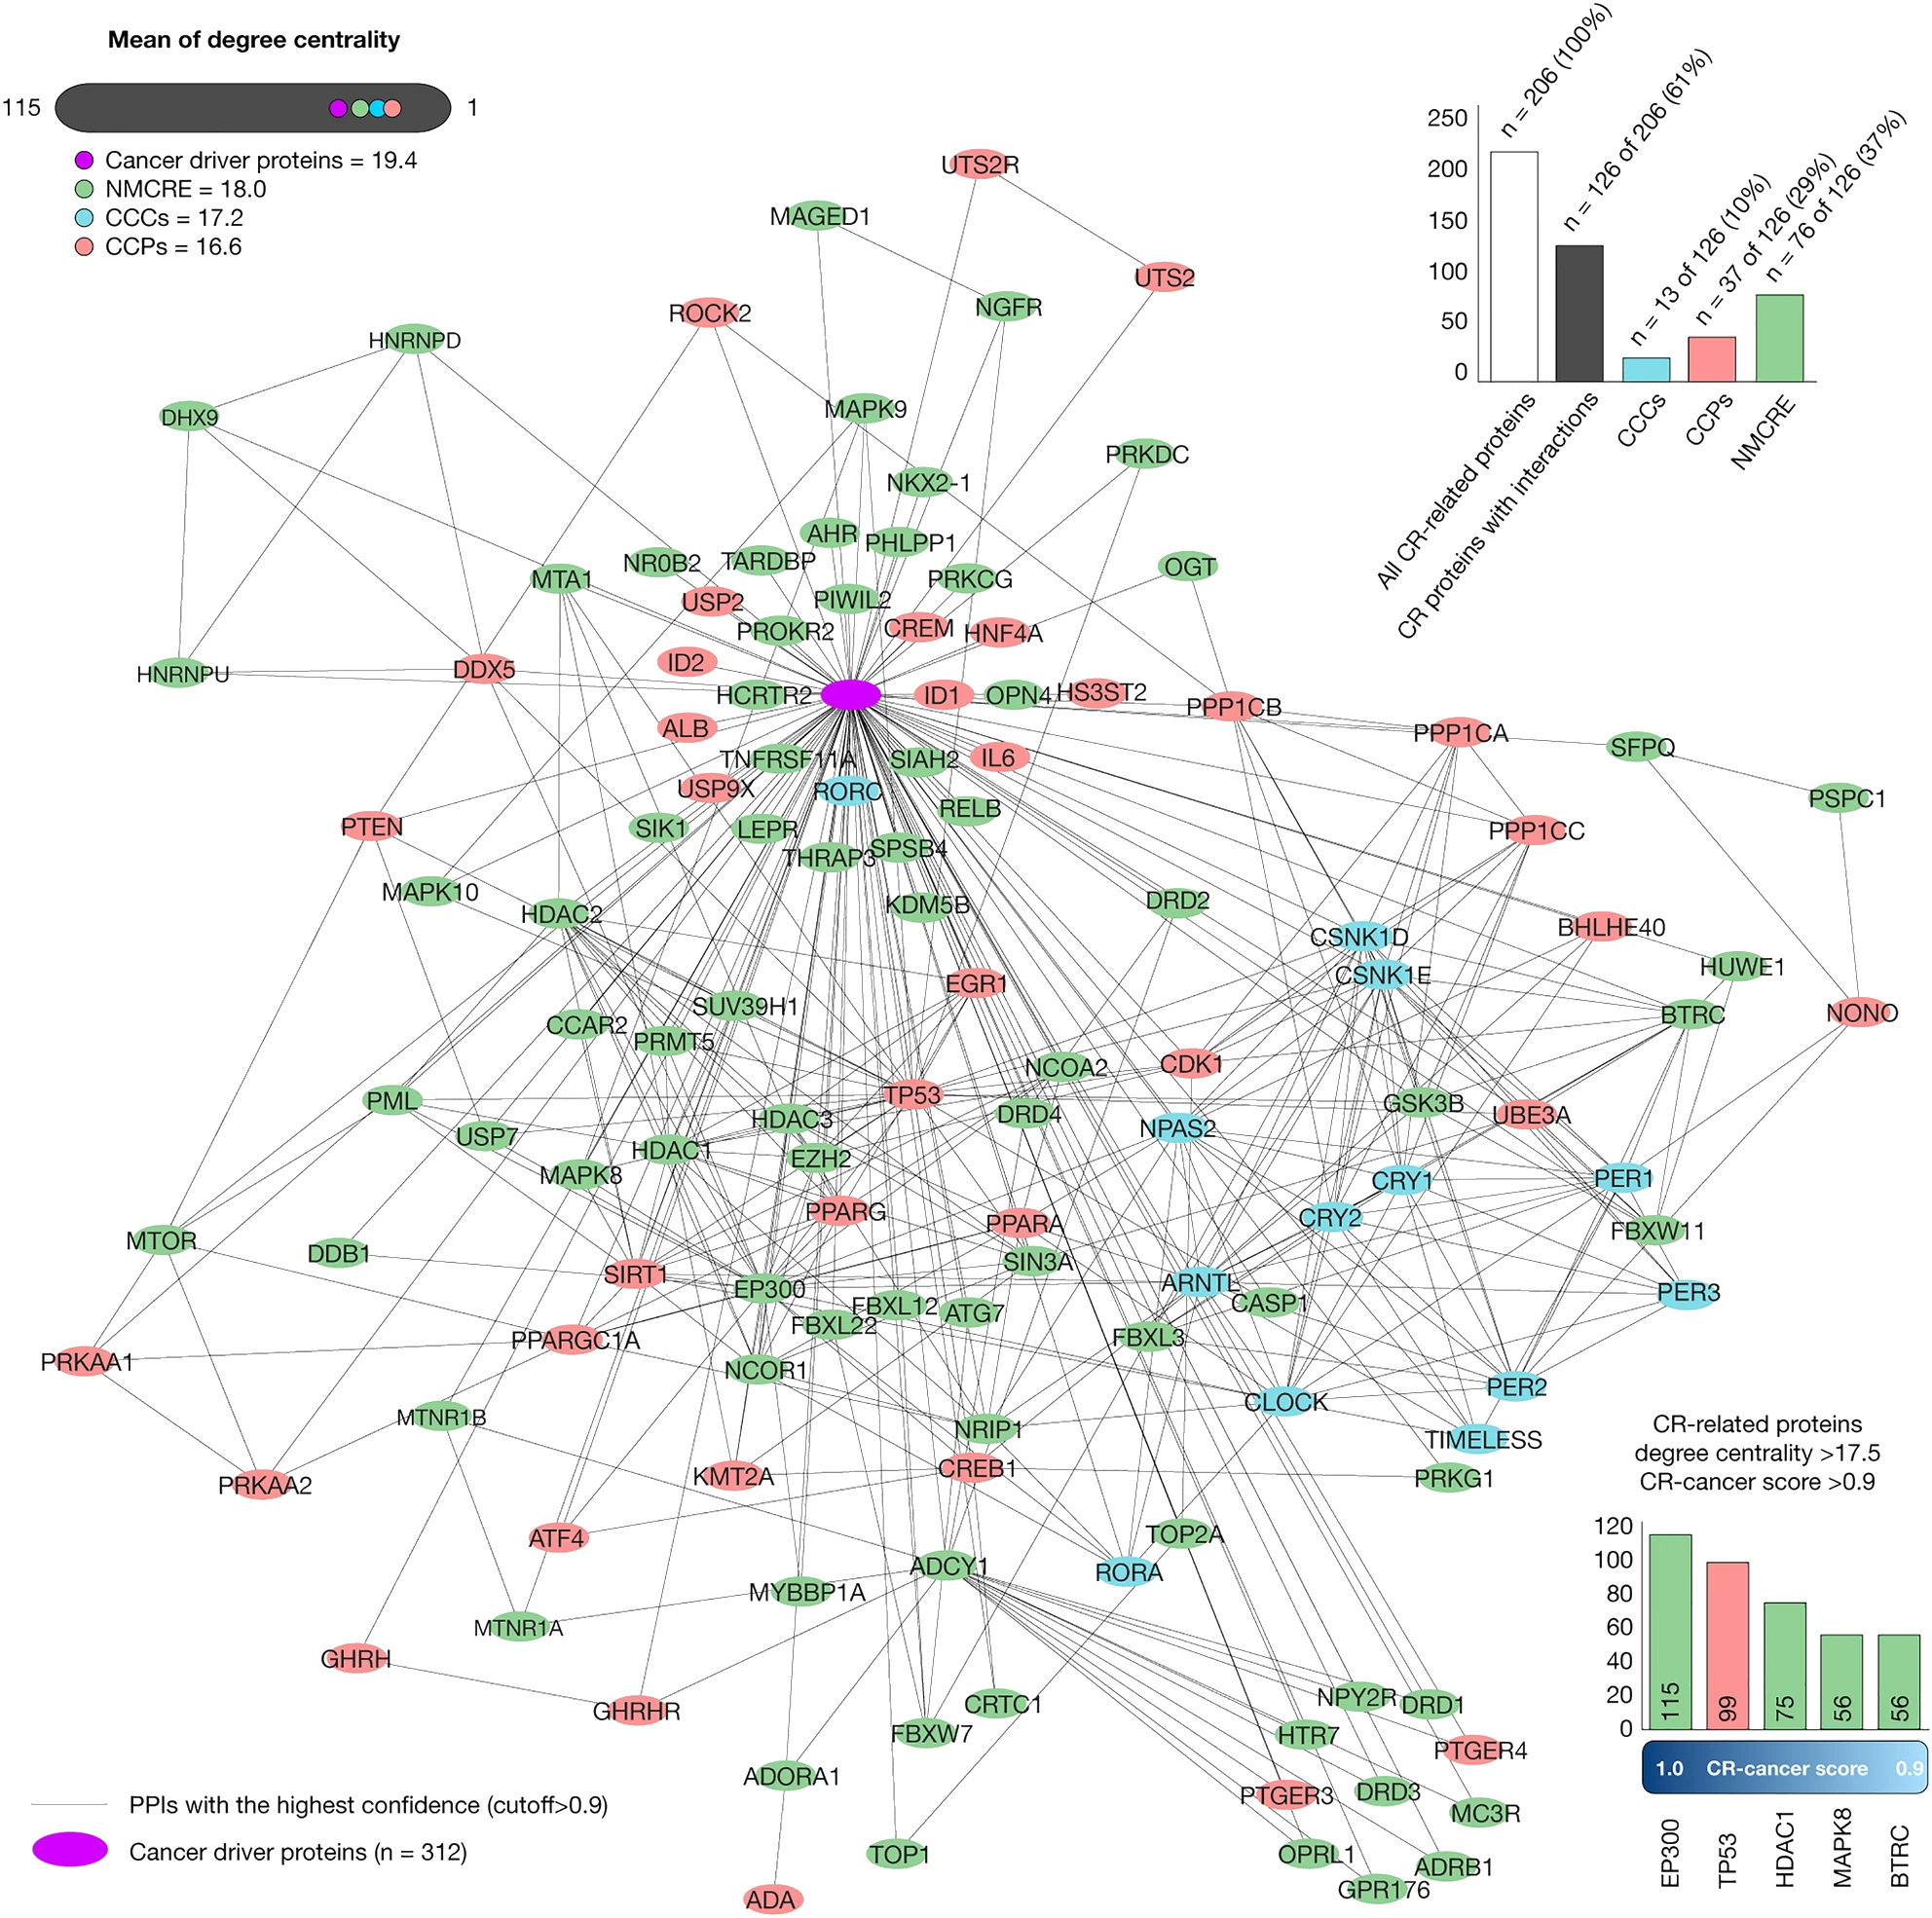 Mean of degree centrality
115
1
Cancer driver proteins = 19.4
NMCRE = 18.0
CCCs = 17.2
CCPs = 16.6
250
200
150
100
50
0
n = 206 (100%)
n = 126 of 206 (61%)
n = 13 of 126 (10%)
n = 37 of 126 (29%)
n = 76 of 126 (37%)
All CR-related proteins
CR proteins with interactions
CCCs
CCPs
NMCRE
UTS2R
MAGED1
UTS2
NGFR
ROCK2
HNRNPD
DHX9
MAPK9
PRKDC
NKX2-1
AHR
PHLPP1
NR0B2
TARDBP
OGT
MTA1
PRKCG
USP2
PIWIL2
PROKR2
CREM
HNF4A
ID2
DDX5
HNRNPU
HCRTR2
ID1
OPN4
HS3ST2
PPP1CB
ALB
PPP1CA
SFPQ
TNFRSF11A
SIAH2
IL6
USP9X
RORC
PSPC1
RELB
PTEN
SIK1
LEPR
PPP1CC
THRAP3
SPSB4
MAPK10
HDAC2
KDM5B
DRD2
BHLHE40
CSNK1D
HUWE1
CSNK1E
EGR1
SUV39H1
BTRC
NONO
CCAR2
PRMT5
NCOA2
CDK1
TP53
PML
GSK3B
HDAC3
DRD4
UBE3A
USP7
NPAS2
HDAC1
EZH2
MAPK8
CRY1
PER1
PPARG
PPARA
CRY2
FBXW11
MTOR
DDB1
SIN3A
SIRT1
EP300
ARNTL
PER3
CASP1
FBXL12
ATG7
FBXL22
FBXL3
PPARGC1A
PRKAA1
NCOR1
PER2
CLOCK
MTNR1B
NRIP1
TIMELESS
CREB1
KMT2A
PRKG1
PRKAA2
ATF4
TOP2A
ADCY1
RORA
MYBBP1A
MTNR1A
GHRH
NPY2R
DRD1
CRTC1
GHRHR
FBXW7
HTR7
PTGER4
ADORA1
PTGER3
DRD3
MC3R
TOP1
OPRL1
ADRB1
GPR176
ADA
CR-related proteins
degree centrality >17.5
CR-cancer score >0.9
120
100
80
60
40
20
0
115
99
75
56
56
1.0 CR-cancer score 0.9
EP300
TP53
HDAC1
MAPK8
BTRC
PPIs with the highest confidence (cutoff>0.9)
Cancer driver proteins (n = 312)